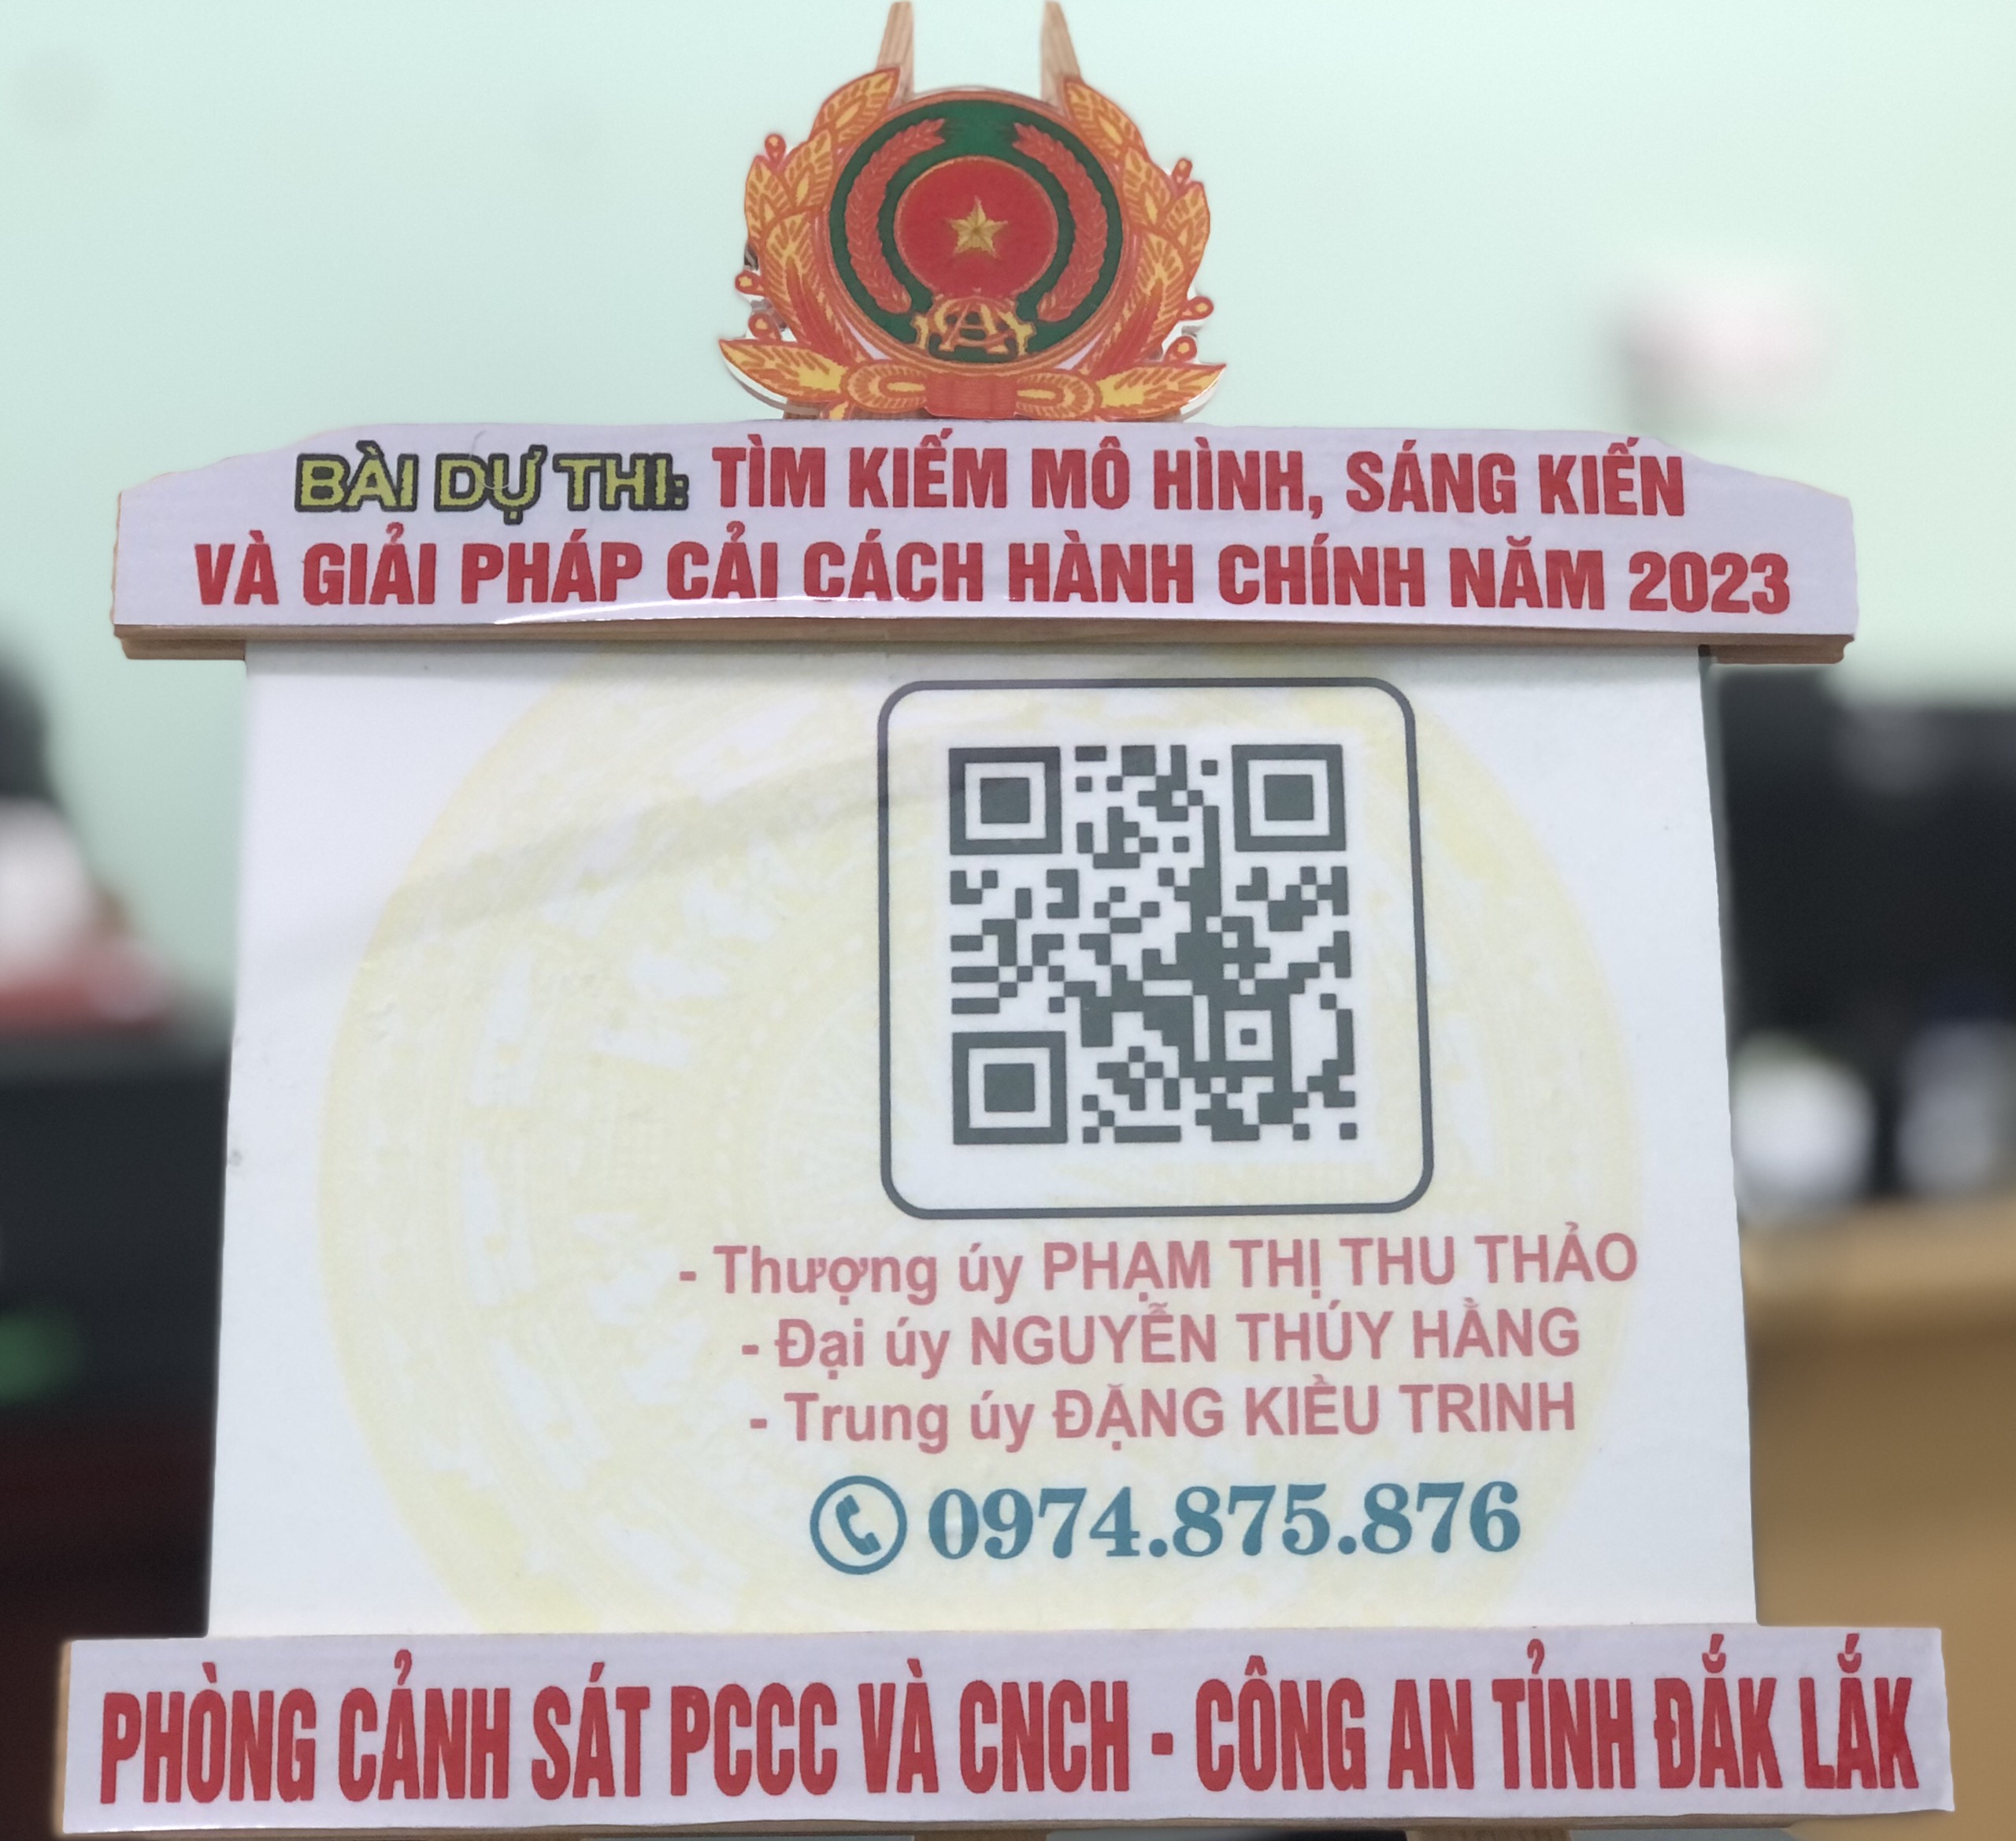 BÀI DỰ THI: TÌM KIẾM MÔ HÌNH, SÁNG KIẾN
VÀ GIẢI PHÁP CẢI CÁCH HÀNH CHÍNH NĂM 2023
- Thượng úy PHẠM THỊ THU THẢO
- Đại úy NGUYỄN THÚY HẰNG
- Trung úy ĐẶNG KIỀU TRINH
0974.875.876
PHÒNG CẢNH SÁT PCCC VÀ CNCH - CÔNG AN TỈNH ĐẮK LẮK